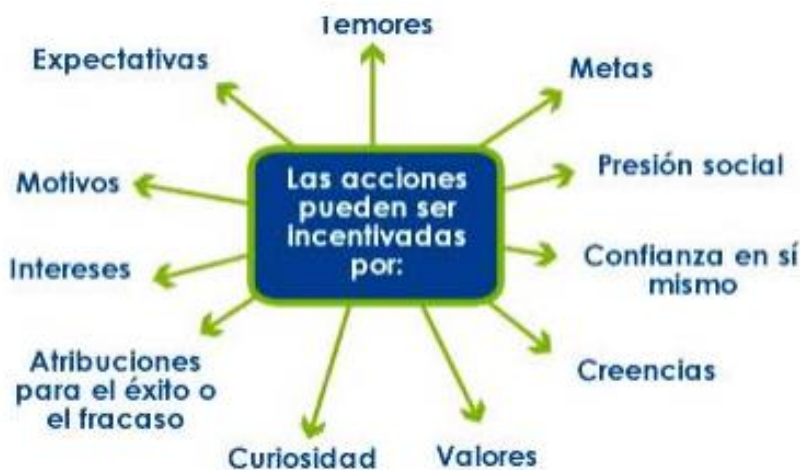 Temores
Expectativas
Metas
Las acciones
pueden ser
incentivadas
por:
Motivos
Presión social
Intereses
Confianza en sí
mismo
Atribuciones
para el éxito o
el fracaso
Creencias
Curiosidad
Valores